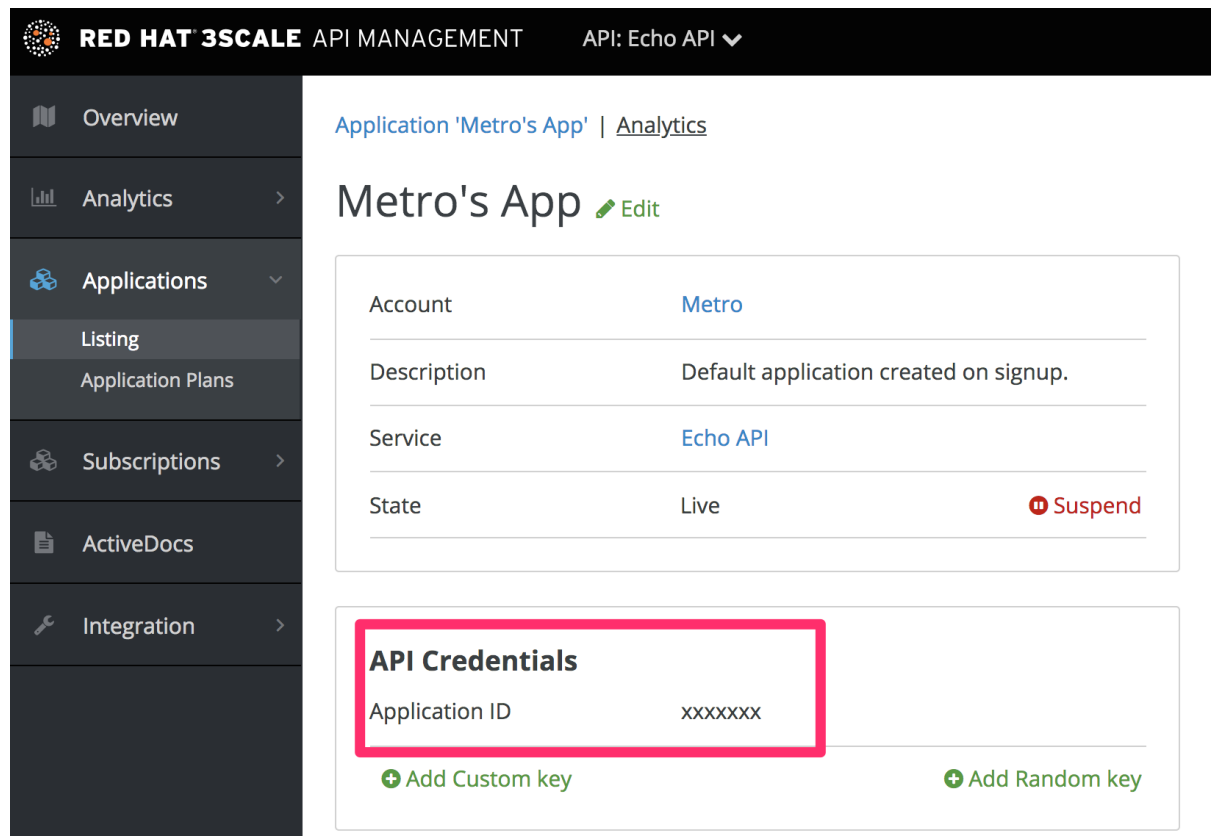 RED HAT® 3SCALE API MANAGEMENT API: Echo API
Overview
Analytics
Applications
Listing
Application Plans
Subscriptions
ActiveDocs
Integration
Application 'Metro's App' | Analytics
Metro's App Edit
Account Metro
Description Default application created on signup.
Service Echo API
State Live Suspend
API Credentials
Application ID xxxxxxx
Add Custom key Add Random key